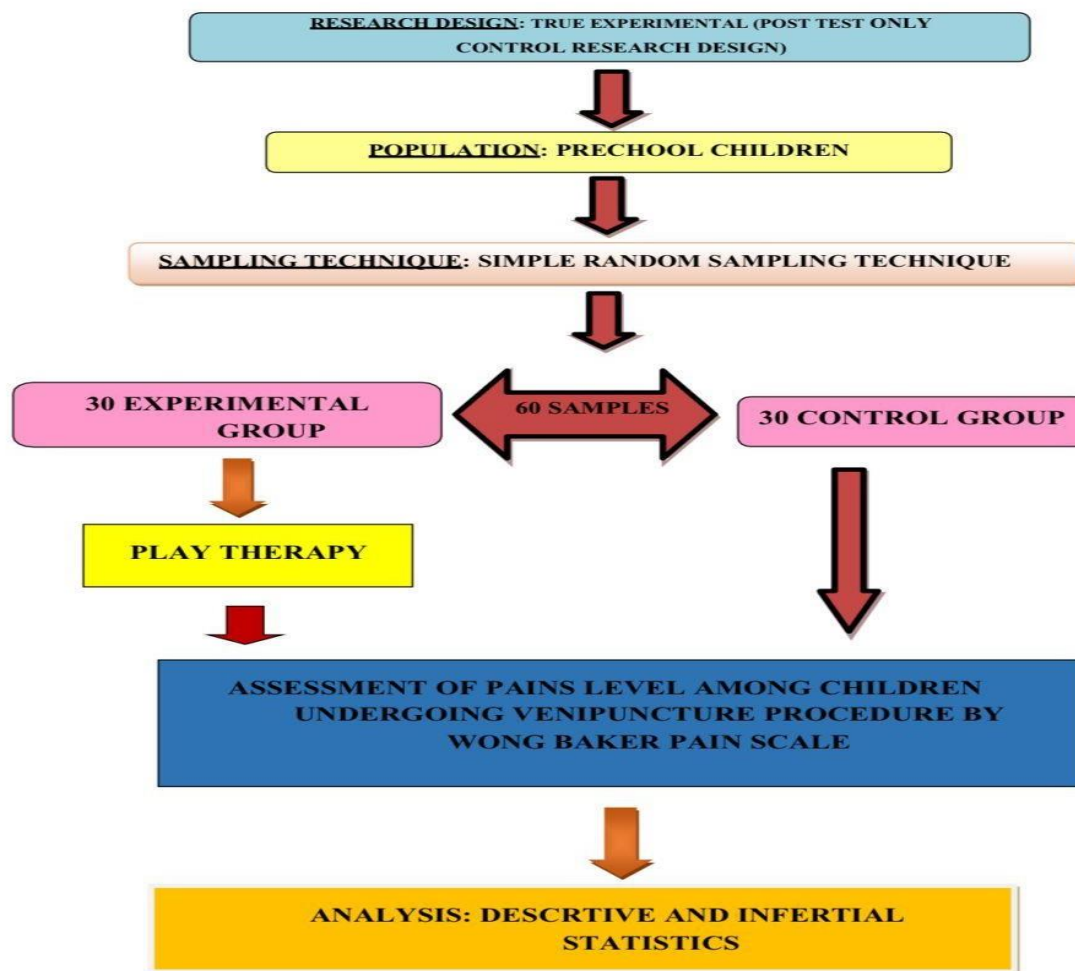 RESEARCH DESIGN: TRUE EXPERIMENTAL (POST TEST ONLY
CONTROL RESEARCH DESIGN)
POPULATION: PRECHOOL CHILDREN
SAMPLING TECHNIQUE: SIMPLE RANDOM SAMPLING TECHNIQUE
30 EXPERIMENTAL
GROUP
60 SAMPLES
30 CONTROL GROUP
PLAY THERAPY
ASSESSMENT OF PAINS LEVEL AMONG CHILDREN
UNDERGOING VENIPUNCTURE PROCEDURE BY
WONG BAKER PAIN SCALE
ANALYSIS: DESCRTIVE AND INFERTIAL
STATISTICS